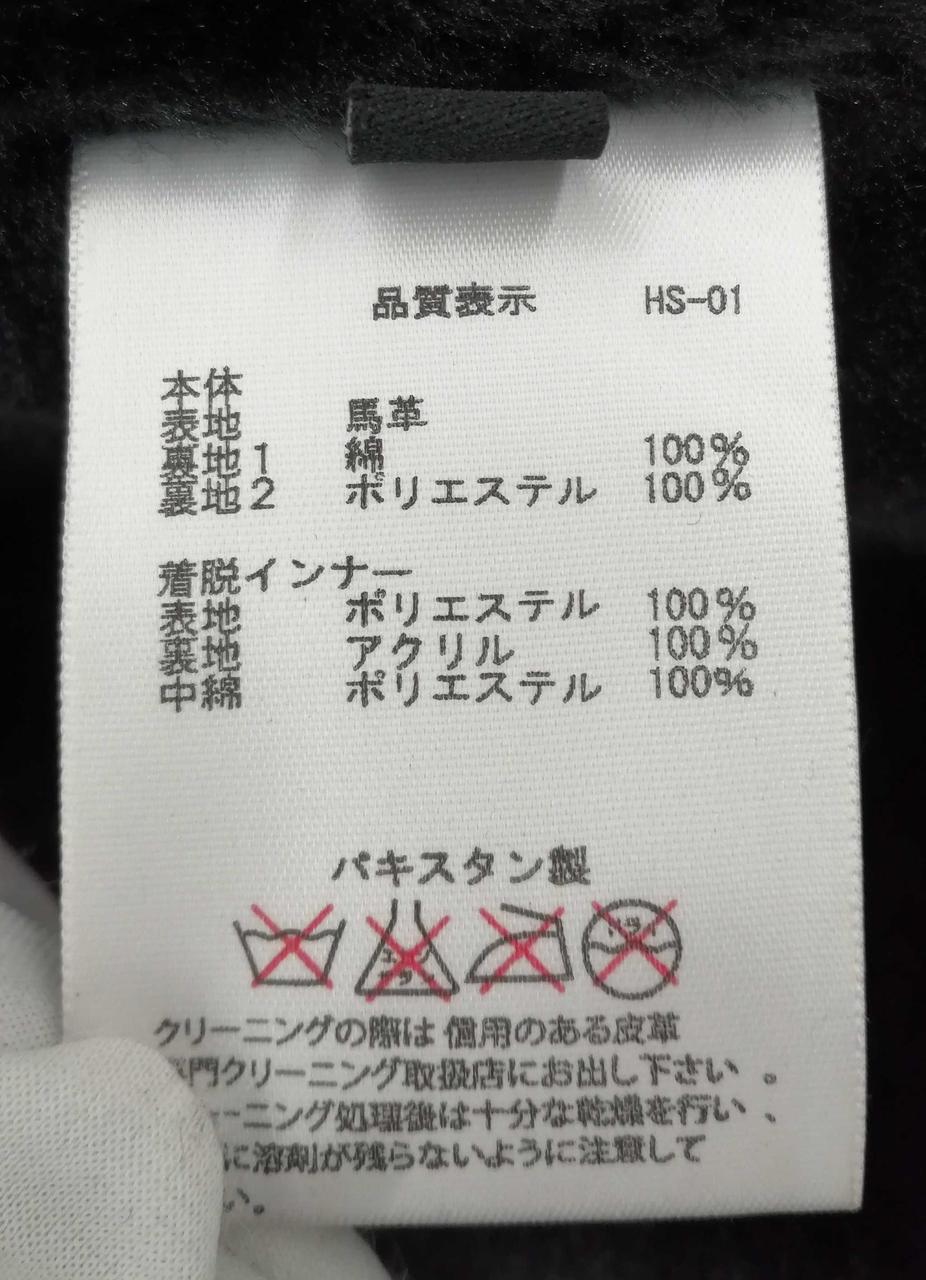 品質表示 HS-01
本体
表地 馬革
裏地1 綿 100%
裏地2 ポリエステル 100%
着脱インナー
表地 ポリエステル 100%
裏地 アクリル 100%
中綿 ポリエステル 100%
パキスタン製
クリーニングの際は 信用のある皮革
門クリーニング取扱店にお出し下さい 。
ーニング処理後は十分な乾燥を行い 、
に溶剤が残らないように注意して
い。